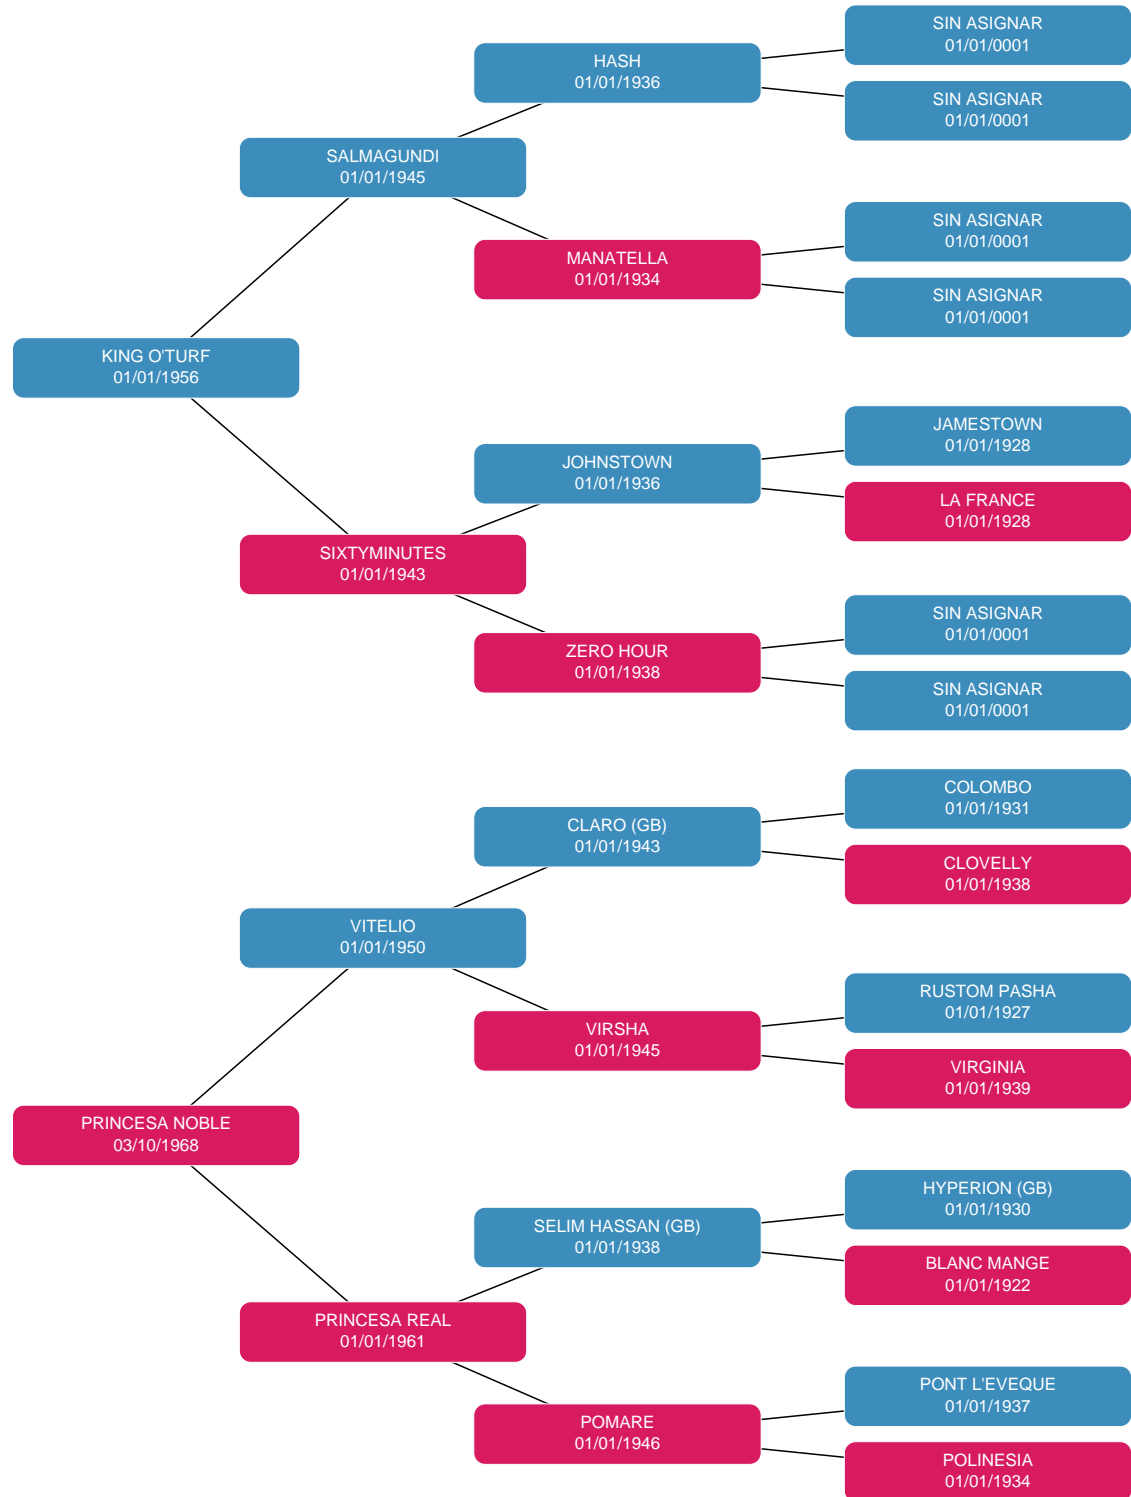 SIN ASIGNAR
01/01/0001
HASH
01/01/1936
SIN ASIGNAR
01/01/0001
SALMAGUNDI
01/01/1945
SIN ASIGNAR
01/01/0001
MANATELLA
01/01/1934
SIN ASIGNAR
01/01/0001
KING O'TURF
01/01/1956
JAMESTOWN
01/01/1928
JOHNSTOWN
01/01/1936
LA FRANCE
01/01/1928
SIXTYMINUTES
01/01/1943
SIN ASIGNAR
01/01/0001
ZERO HOUR
01/01/1938
SIN ASIGNAR
01/01/0001
COLOMBO
01/01/1931
CLARO (GB)
01/01/1943
CLOVELLY
01/01/1938
VITELIO
01/01/1950
RUSTOM PASHA
01/01/1927
VIRSHA
01/01/1945
VIRGINIA
01/01/1939
PRINCESA NOBLE
03/10/1968
HYPERION (GB)
01/01/1930
SELIM HASSAN (GB)
01/01/1938
BLANC MANGE
01/01/1922
PRINCESA REAL
01/01/1961
PONT L'EVEQUE
01/01/1937
POMARE
01/01/1946
POLINESIA
01/01/1934